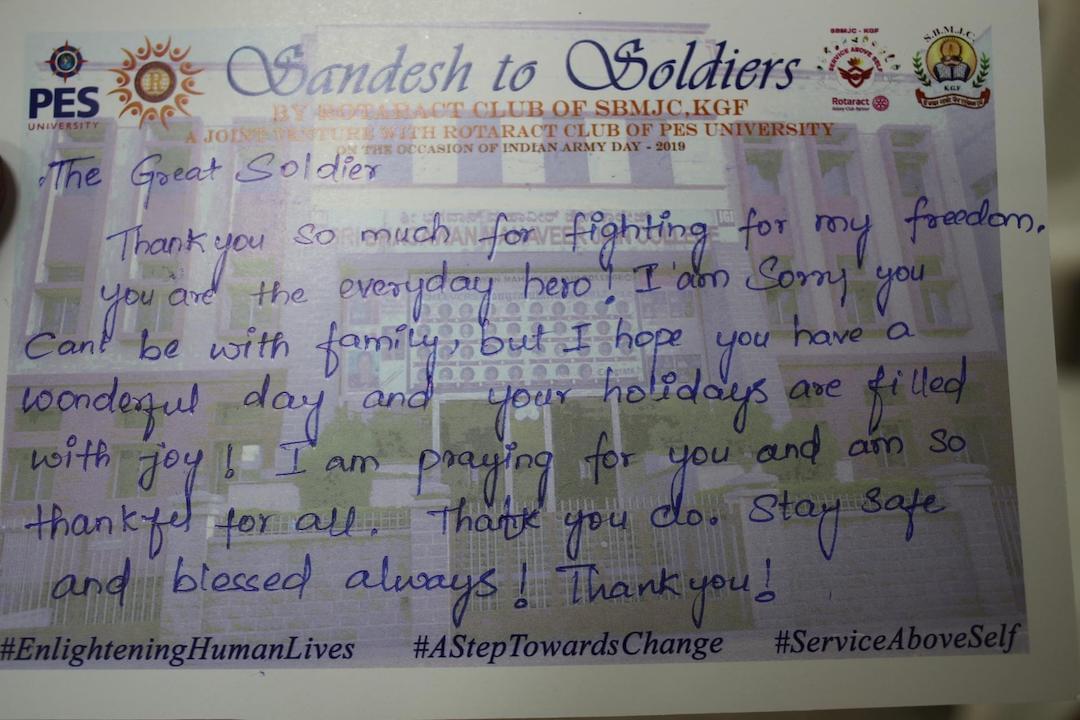 PES
UNIVERSITY
R
Sandesh to Soldiers
SBMJC - KGF
SERVICE ABOVE SELF
Rotaract
S.B.M.J.C.
K.G.F
BY ROTARACT CLUB OF SBMJC,KGF
A JOINT VENTURE WITH ROTARACT CLUB OF PES UNIVERSITY
ON THE OCCASION OF INDIAN ARMY DAY - 2019
The Great Soldier
Thank you so much for fighting for my freedom.
you are the everyday hero! I am Sorry you
Cant be with family, but I hope you have a
wonderful day and your holidays are filled
with joy! I am praying for you and am so
thankful for all. That you do. Stay safe
and blessed always! Thank you!
#EnlighteningHumanLives #AStepTowardsChange #ServiceAboveSelf